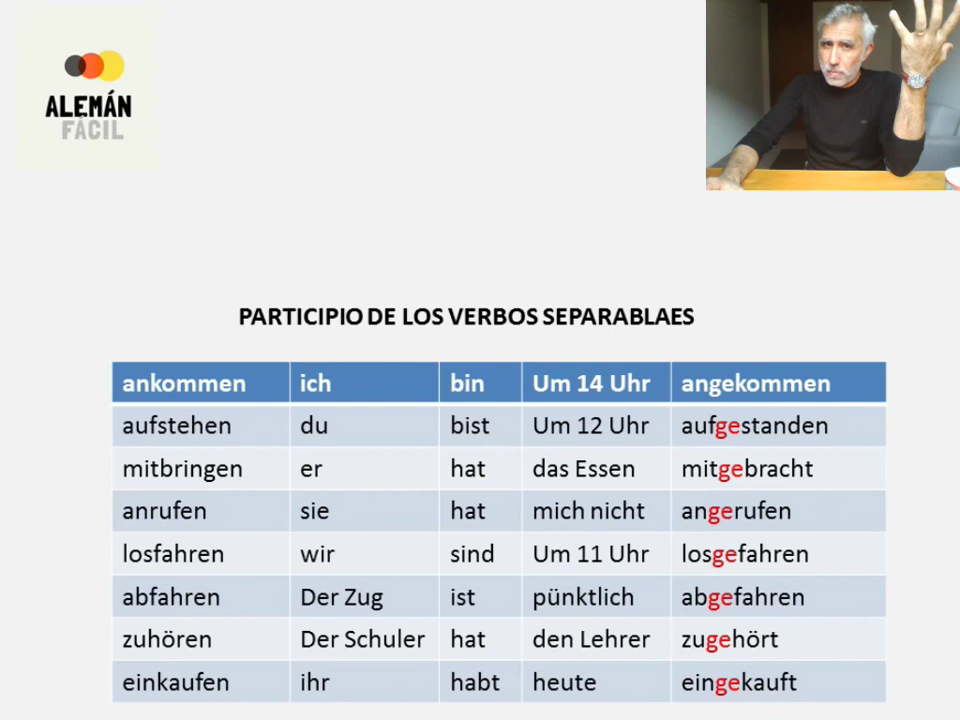 ALEMÁN
FÁCIL
PARTICIPIO DE LOS VERBOS SEPARABLAES
ankommen ich bin Um 14 Uhr angekommen
aufstehen du bist Um 12 Uhr aufgestanden
mitbringen er hat das Essen mitgebracht
anrufen sie hat mich nicht angerufen
losfahren wir sind Um 11 Uhr losgefahren
abfahren Der Zug ist pünktlich abgefahren
zuhören Der Schuler hat den Lehrer zugehört
einkaufen ihr habt heute eingekauft